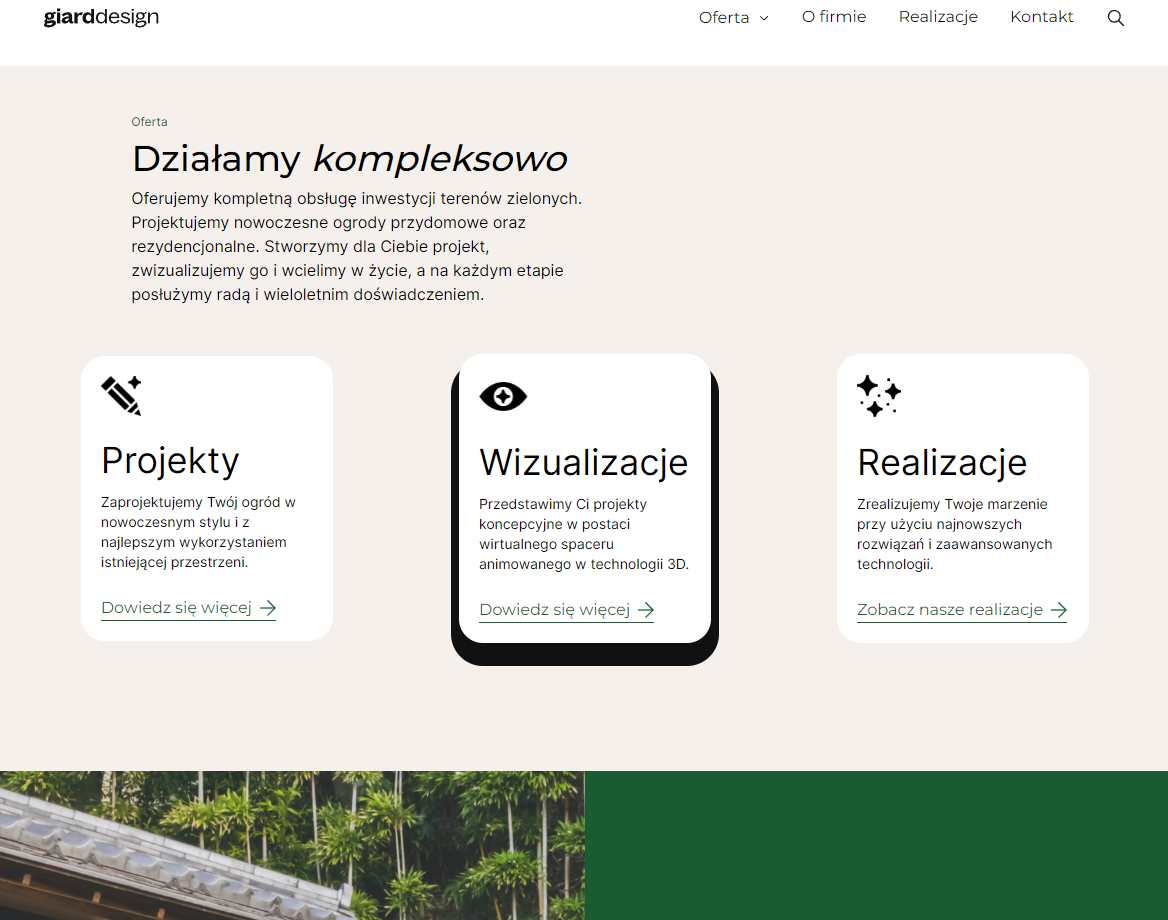 giarddesign
Oferta
O firmie
Realizacje
Kontakt
Oferta
Działamy kompleksowo
Oferujemy kompletną obsługę inwestycji terenów zielonych.
Projektujemy nowoczesne ogrody przydomowe oraz
rezydencjonalne. Stworzymy dla Ciebie projekt,
zwizualizujemy go i wcielimy w życie, a na każdym etapie
posłużymy radą i wieloletnim doświadczeniem.
Projekty
Zaprojektujemy Twój ogród w
nowoczesnym stylu i z
najlepszym wykorzystaniem
istniejącej przestrzeni.
Dowiedz się więcej
Wizualizacje
Przedstawimy Ci projekty
koncepcyjne w postaci
wirtualnego spaceru
animowanego w technologii 3D.
Dowiedz się więcej
Realizacje
Zrealizujemy Twoje marzenie
przy użyciu najnowszych
rozwiązań i zaawansowanych
technologii.
Zobacz nasze realizacje